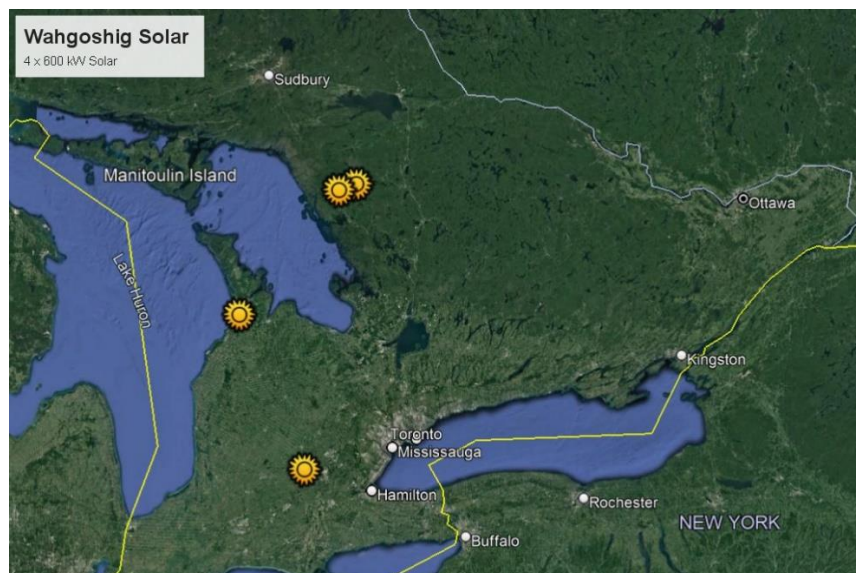 Wahgoshig Solar
4 x 600 kW Solar
Sudbury
Manitoulin Island
Ottawa
Lake Huron
Kingston
Toronto
Mississauga
Hamilton
Rochester
NEW YORK
Buffalo